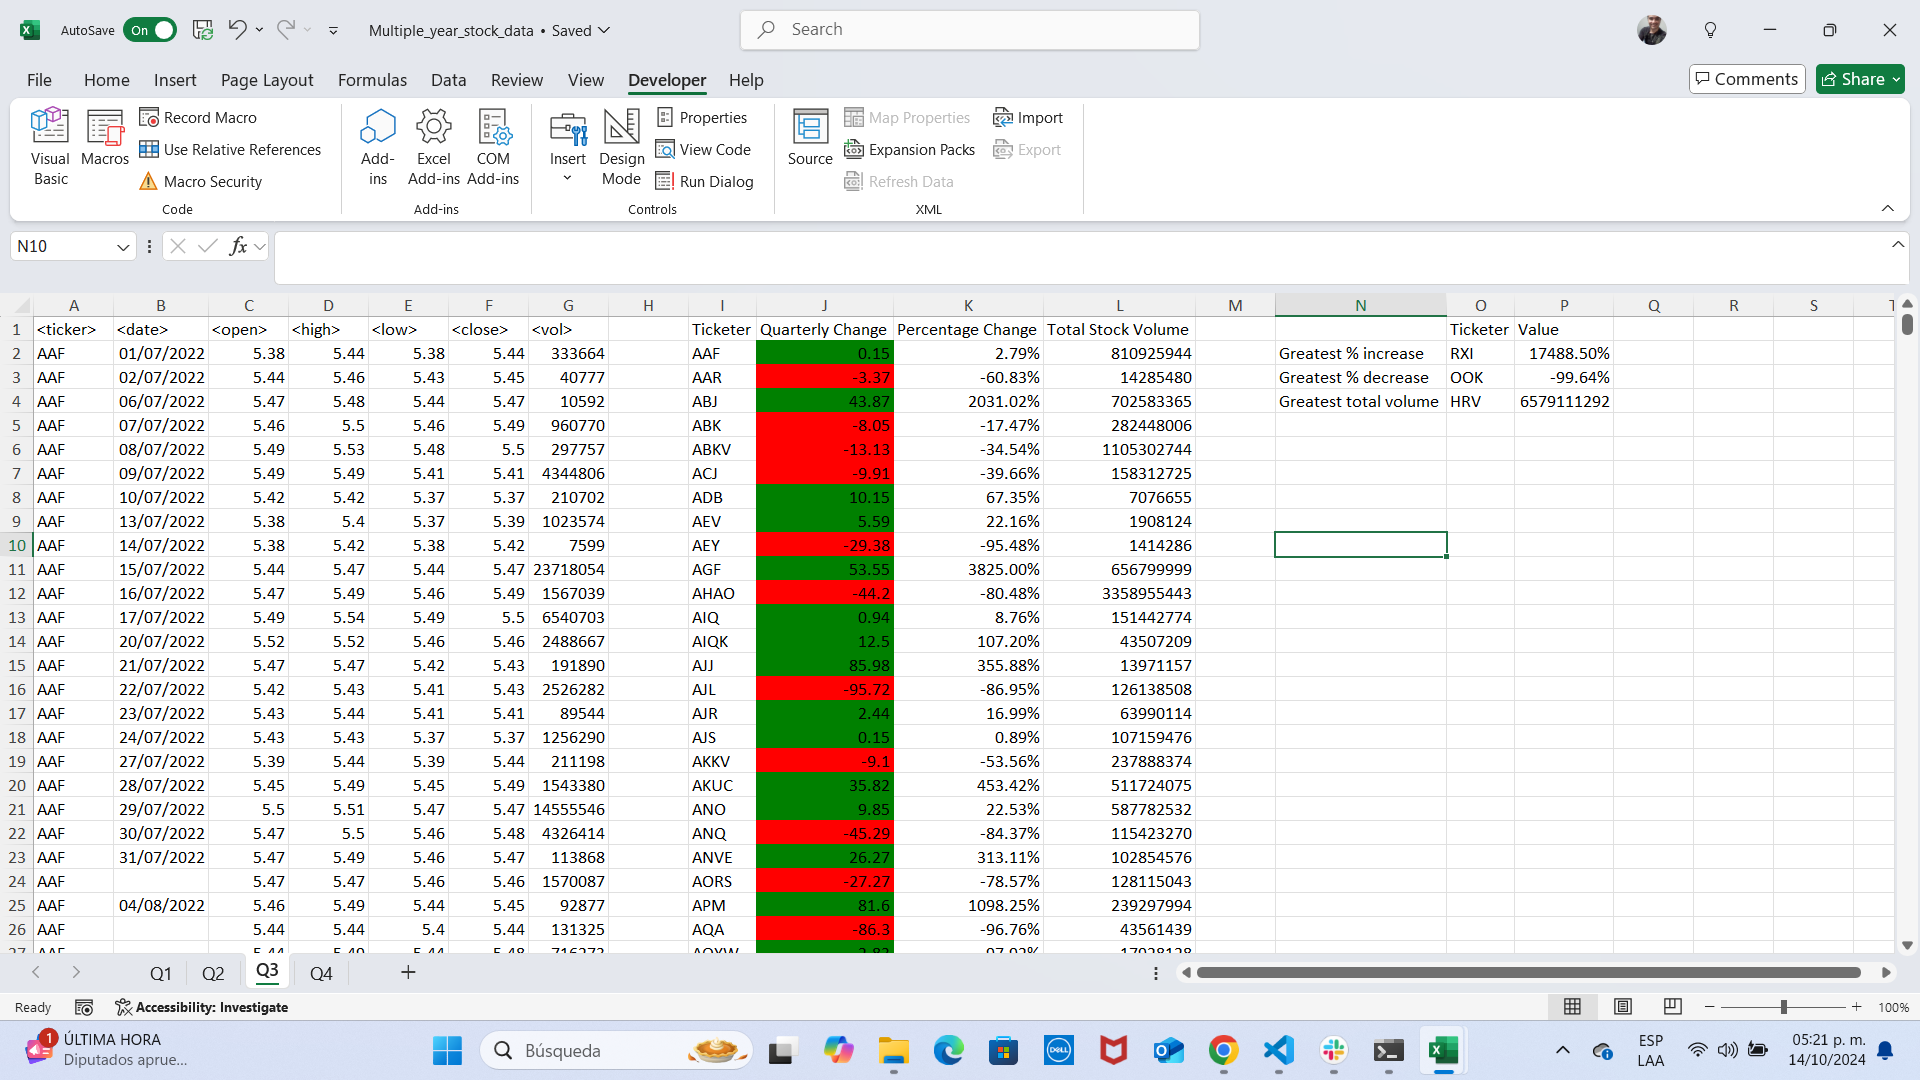 AutoSave On Multiple_year_stock_data • Saved Search
File Home Insert Page Layout Formulas Data Review View Developer Help Comments Share
Visual Basic Macros Record Macro Use Relative References Macro Security Code
Add-ins Excel Add-ins COM Add-ins Add-ins
Insert Design Mode Properties View Code Run Dialog Controls
Source Map Properties Expansion Packs Refresh Data Import Export XML
N10 fx
A B C D E F G H I J K L M N O P Q R S T
1 <ticker> <date> <open> <high> <low> <close> <vol> Ticketer Quarterly Change Percentage Change Total Stock Volume Ticketer Value
2 AAF 01/07/2022 5.38 5.44 5.38 5.44 333664 AAF 0.15 2.79% 810925944 Greatest % increase RXI 17488.50%
3 AAF 02/07/2022 5.44 5.46 5.43 5.45 40777 AAR -3.37 -60.83% 14285480 Greatest % decrease OOK -99.64%
4 AAF 06/07/2022 5.47 5.48 5.44 5.47 10592 ABJ 43.87 2031.02% 702583365 Greatest total volume HRV 6579111292
5 AAF 07/07/2022 5.46 5.5 5.46 5.49 960770 ABK -8.05 -17.47% 282448006
6 AAF 08/07/2022 5.49 5.53 5.48 5.5 297757 ABKV -13.13 -34.54% 1105302744
7 AAF 09/07/2022 5.49 5.49 5.41 5.41 4344806 ACJ -9.91 -39.66% 158312725
8 AAF 10/07/2022 5.42 5.42 5.37 5.37 210702 ADB 10.15 67.35% 7076655
9 AAF 13/07/2022 5.38 5.4 5.37 5.39 1023574 AEV 5.59 22.16% 1908124
10 AAF 14/07/2022 5.38 5.42 5.38 5.42 7599 AEY -29.38 -95.48% 1414286
11 AAF 15/07/2022 5.44 5.47 5.44 5.47 23718054 AGF 53.55 3825.00% 656799999
12 AAF 16/07/2022 5.47 5.49 5.46 5.49 1567039 AHAO -44.2 -80.48% 3358955443
13 AAF 17/07/2022 5.49 5.54 5.49 5.5 6540703 AIQ 0.94 8.76% 151442774
14 AAF 20/07/2022 5.52 5.52 5.46 5.46 2488667 AIQK 12.5 107.20% 43507209
15 AAF 21/07/2022 5.47 5.47 5.42 5.43 191890 AJJ 85.98 355.88% 13971157
16 AAF 22/07/2022 5.42 5.43 5.41 5.43 2526282 AJL -95.72 -86.95% 126138508
17 AAF 23/07/2022 5.43 5.44 5.41 5.41 89544 AJR 2.44 16.99% 63990114
18 AAF 24/07/2022 5.43 5.43 5.37 5.37 1256290 AJS 0.15 0.89% 107159476
19 AAF 27/07/2022 5.39 5.44 5.39 5.44 211198 AKKV -9.1 -53.56% 237888374
20 AAF 28/07/2022 5.45 5.49 5.45 5.49 1543380 AKUC 35.82 453.42% 511724075
21 AAF 29/07/2022 5.5 5.51 5.47 5.47 14555546 ANO 9.85 22.53% 587782532
22 AAF 30/07/2022 5.47 5.5 5.46 5.48 4326414 ANQ -45.29 -84.37% 115423270
23 AAF 31/07/2022 5.47 5.49 5.46 5.47 113868 ANVE 26.27 313.11% 102854576
24 AAF 5.47 5.47 5.46 5.46 1570087 AORS -27.27 -78.57% 128115043
25 AAF 04/08/2022 5.46 5.49 5.44 5.45 92877 APM 81.6 1098.25% 239297994
26 AAF 5.44 5.44 5.4 5.44 131325 AQA -86.3 -96.76% 43561439
Q1 Q2 Q3 Q4
Ready Accessibility: Investigate 100%
1 ÚLTIMA HORA Diputados aprue... Búsqueda DELL ESP LAA 05:21 p. m. 14/10/2024